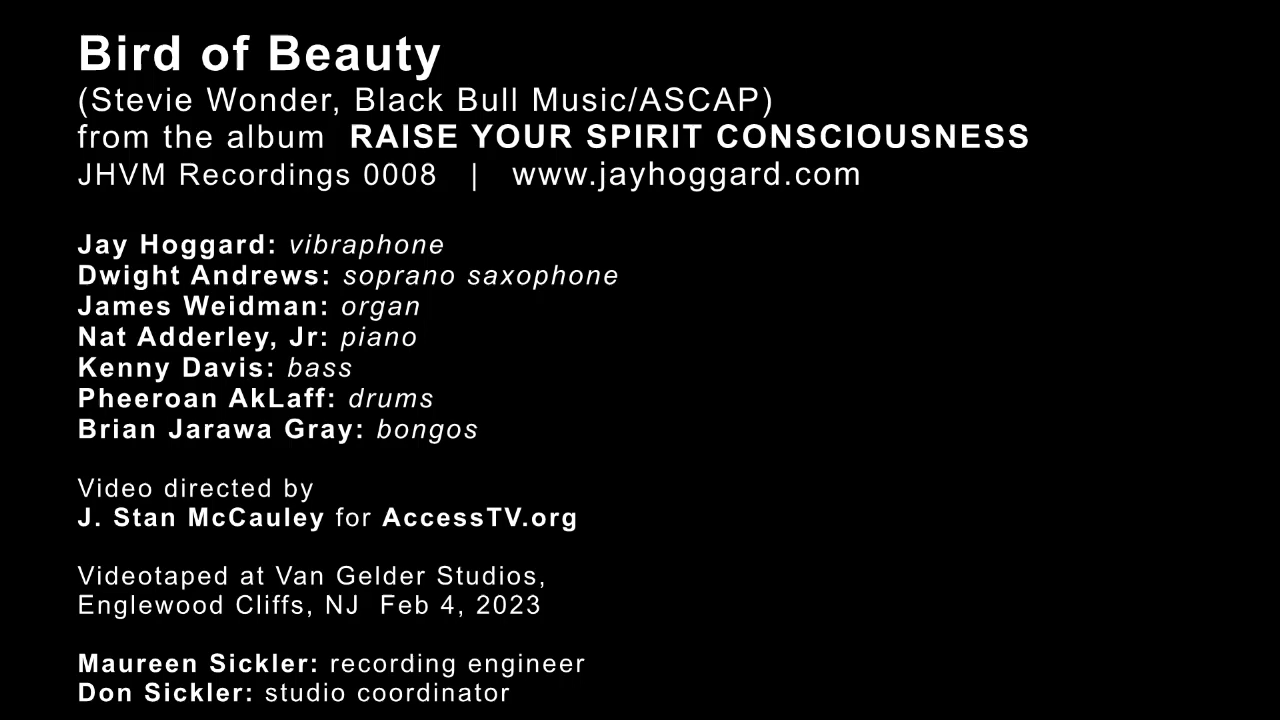 Bird of Beauty
(Stevie Wonder, Black Bull Music/ASCAP)
from the album RAISE YOUR SPIRIT CONSCIOUSNESS
JHVM Recordings 0008 | www.jayhoggard.com
Jay Hoggard: vibraphone
Dwight Andrews: soprano saxophone
James Weidman: organ
Nat Adderley, Jr: piano
Kenny Davis: bass
Pheeroan AkLaff: drums
Brian Jarawa Gray: bongos
Video directed by
J. Stan McCauley for AccessTV.org
Videotaped at Van Gelder Studios,
Englewood Cliffs, NJ Feb 4, 2023
Maureen Sickler: recording engineer
Don Sickler: studio coordinator